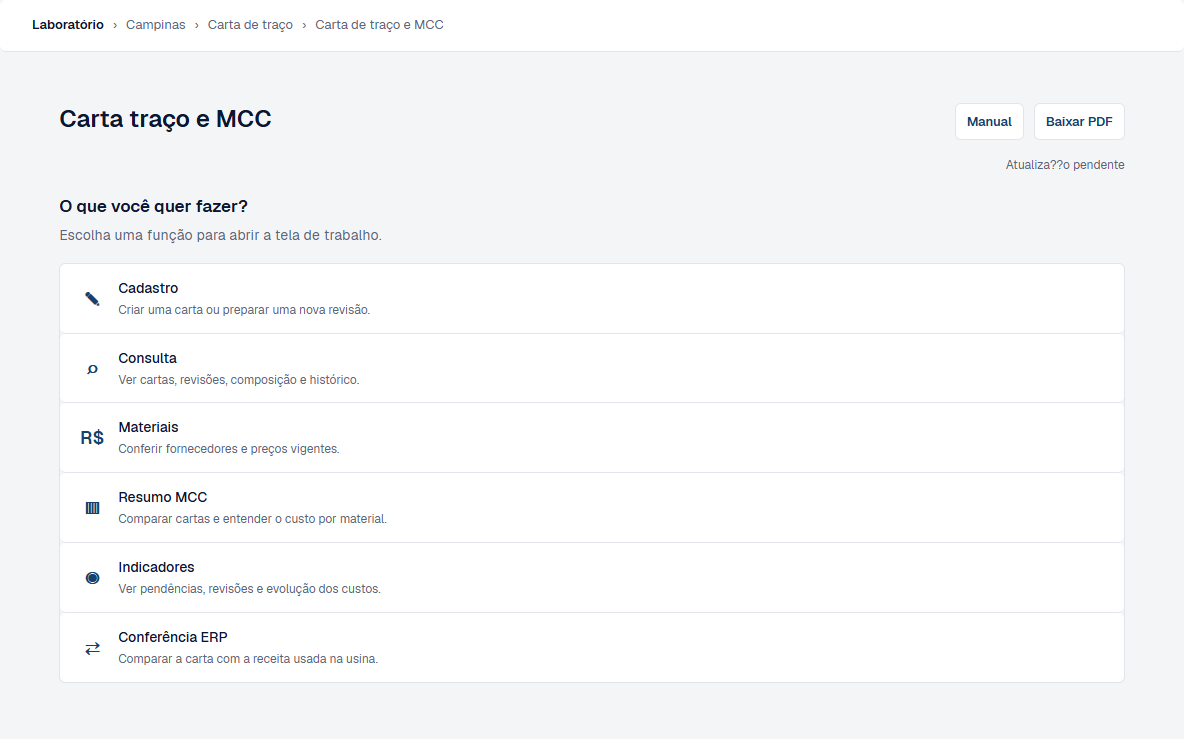 Laboratório › Campinas › Carta de traço › Carta de traço e MCC
Carta traço e MCC
Manual
Baixar PDF
Atualiza??o pendente
O que você quer fazer?
Escolha uma função para abrir a tela de trabalho.
Cadastro
Criar uma carta ou preparar uma nova revisão.
Consulta
Ver cartas, revisões, composição e histórico.
R$
Materiais
Conferir fornecedores e preços vigentes.
Resumo MCC
Comparar cartas e entender o custo por material.
Indicadores
Ver pendências, revisões e evolução dos custos.
Conferência ERP
Comparar a carta com a receita usada na usina.